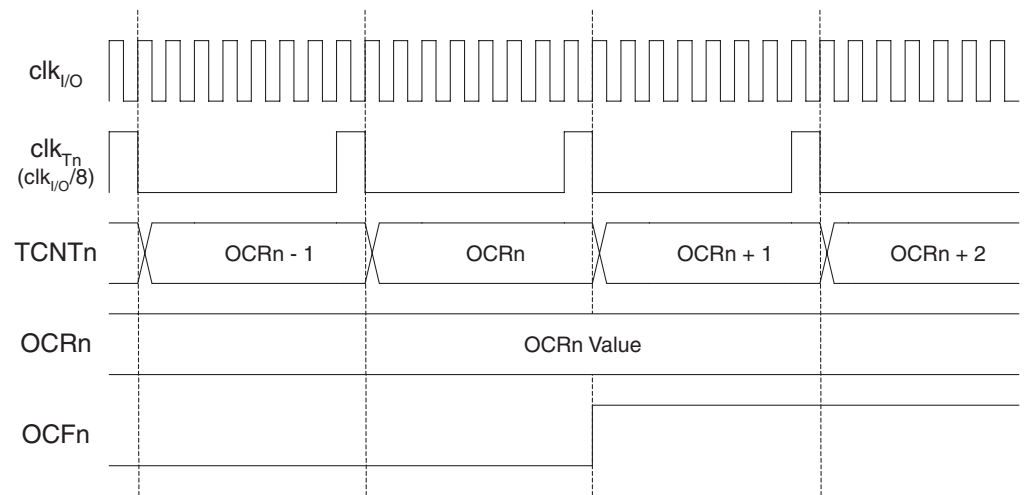 clkI/O
clkTn
(clkI/O/8)
TCNTn
OCRn - 1
OCRn
OCRn + 1
OCRn + 2
OCRn
OCRn Value
OCFn